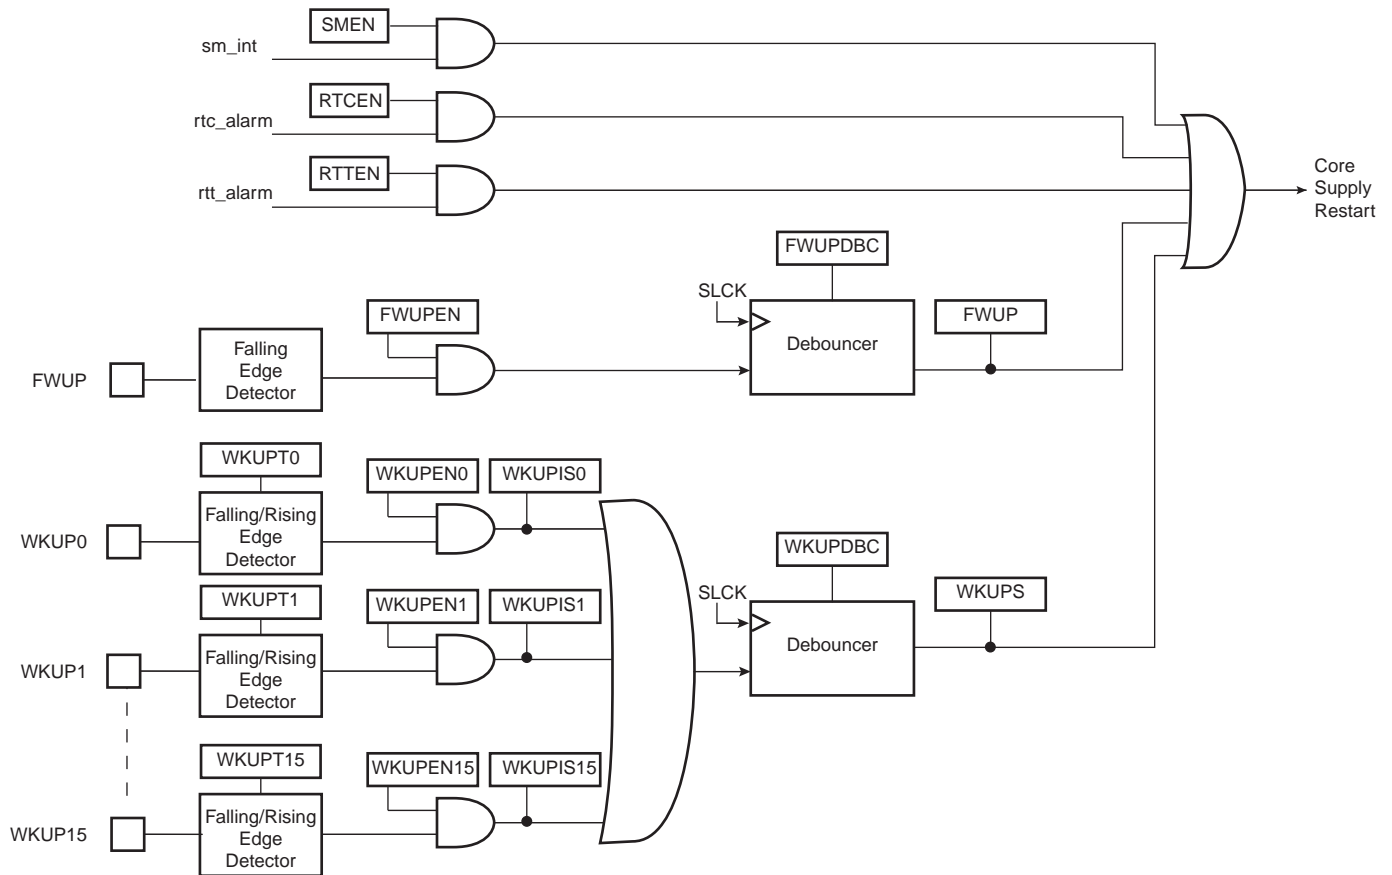 SMEN
sm_int
RTCEN
rtc_alarm
RTTEN
rtt_alarm
Core
Supply
Restart
FWUPDBC
SLCK
FWUPEN
FWUP
Falling
Edge
Detector
Debouncer
FWUP
WKUPT0
WKUPEN0
WKUPIS0
Falling/Rising
Edge
Detector
WKUP0
WKUPDBC
SLCK
WKUPT1
WKUPEN1
WKUPIS1
WKUPS
Falling/Rising
Edge
Detector
Debouncer
WKUP1
WKUPT15
WKUPEN15
WKUPIS15
Falling/Rising
Edge
Detector
WKUP15